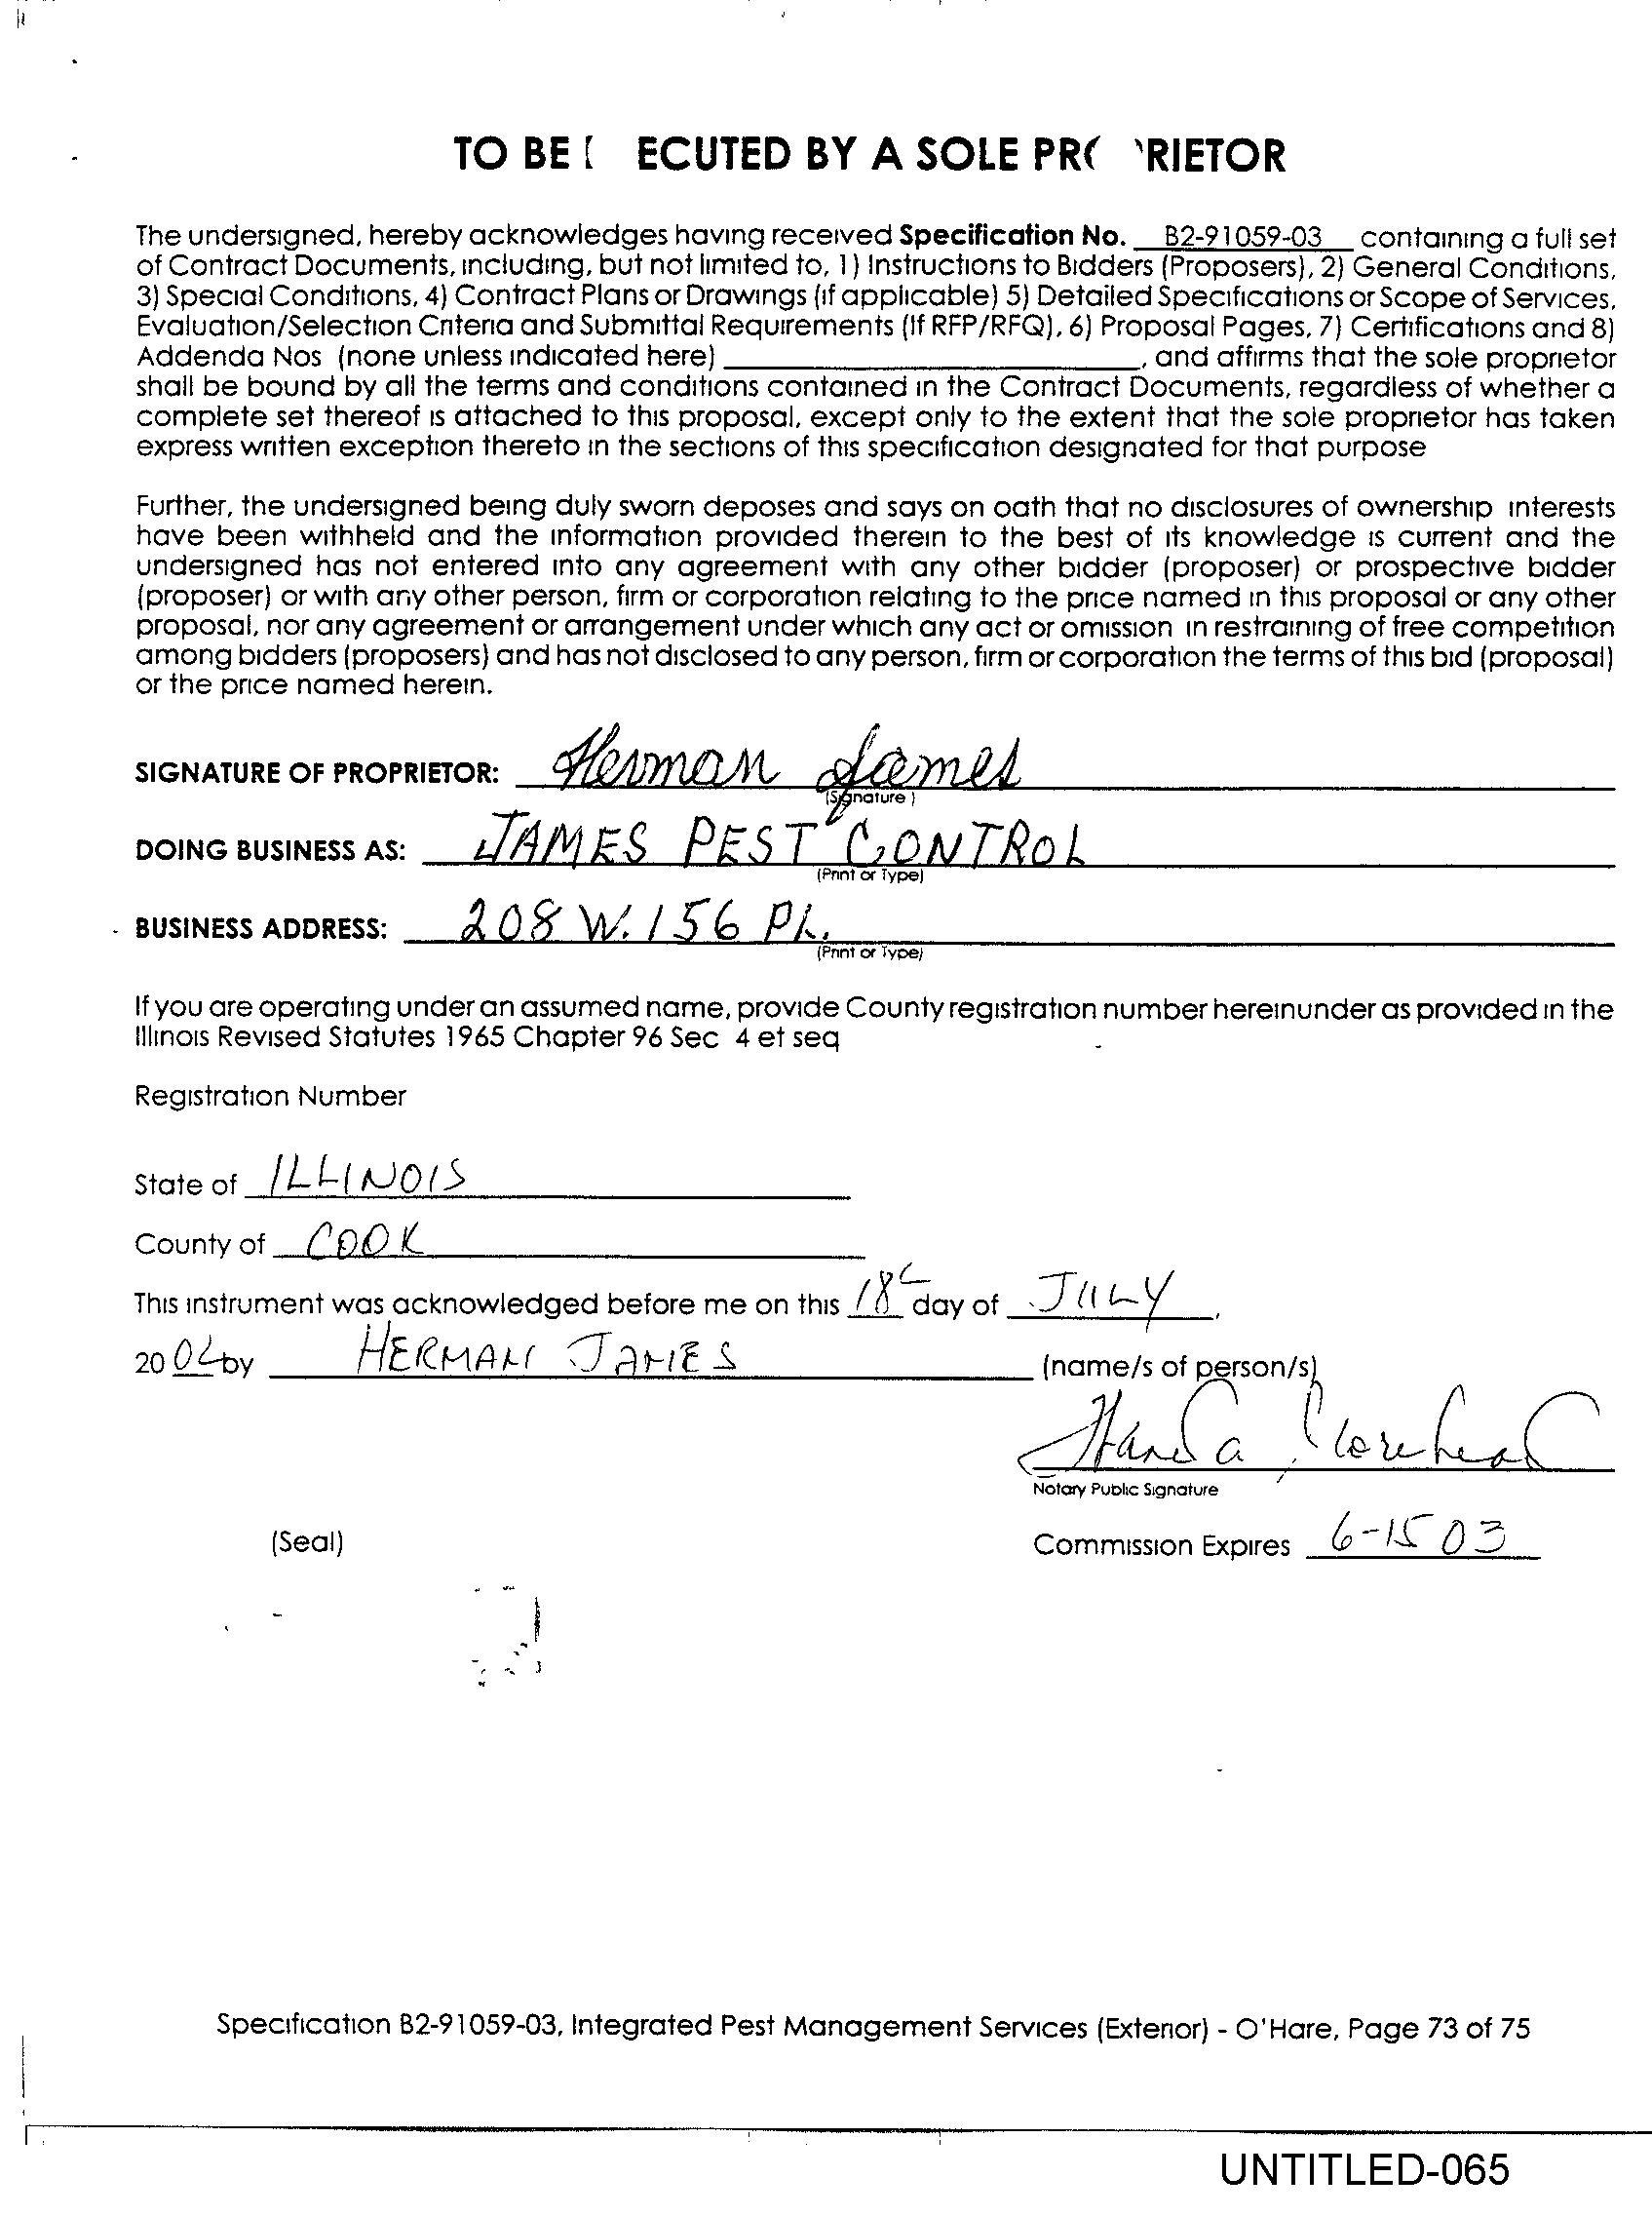 TO BE ECUTED BY A SOLE PR RIETOR
The undersigned, hereby acknowledges having received Specification No. B2-91059-03 containing a full set
of Contract Documents, including, but not limited to, 1) Instructions to Bidders (Proposers), 2) General Conditions,
3) Special Conditions, 4) Contract Plans or Drawings (if applicable) 5) Detailed Specifications or Scope of Services,
Evaluation/Selection Criteria and Submittal Requirements (If RFP/RFQ), 6) Proposal Pages, 7) Certifications and 8)
Addenda Nos (none unless indicated here) ____________, and affirms that the sole proprietor
shall be bound by all the terms and conditions contained in the Contract Documents, regardless of whether a
complete set thereof is attached to this proposal, except only to the extent that the sole proprietor has taken
express written exception thereto in the sections of this specification designated for that purpose
Further, the undersigned being duly sworn deposes and says on oath that no disclosures of ownership interests
have been withheld and the information provided therein to the best of its knowledge is current and the
undersigned has not entered into any agreement with any other bidder (proposer) or prospective bidder
(proposer) or with any other person, firm or corporation relating to the price named in this proposal or any other
proposal, nor any agreement or arrangement under which any act or omission in restraining of free competition
among bidders (proposers) and has not disclosed to any person, firm or corporation the terms of this bid (proposal)
or the price named herein.
SIGNATURE OF PROPRIETOR: Herman James
(Signature)
DOING BUSINESS AS: JAMES PEST CONTROL
(Print or Type)
BUSINESS ADDRESS: 208 W. 156 PL.
(Print or Type)
If you are operating under an assumed name, provide County registration number hereinunder as provided in the
Illinois Revised Statutes 1965 Chapter 96 Sec 4 et seq
Registration Number
State of ILLINOIS
County of COOK
This instrument was acknowledged before me on this 18 day of JULY,
20 02 by HERMAN JAMES (name/s of person/s)
Notary Public Signature
(Seal) Commission Expires 6-15 03
Specification B2-91059-03, Integrated Pest Management Services (Exterior) - O'Hare, Page 73 of 75
UNTITLED-065